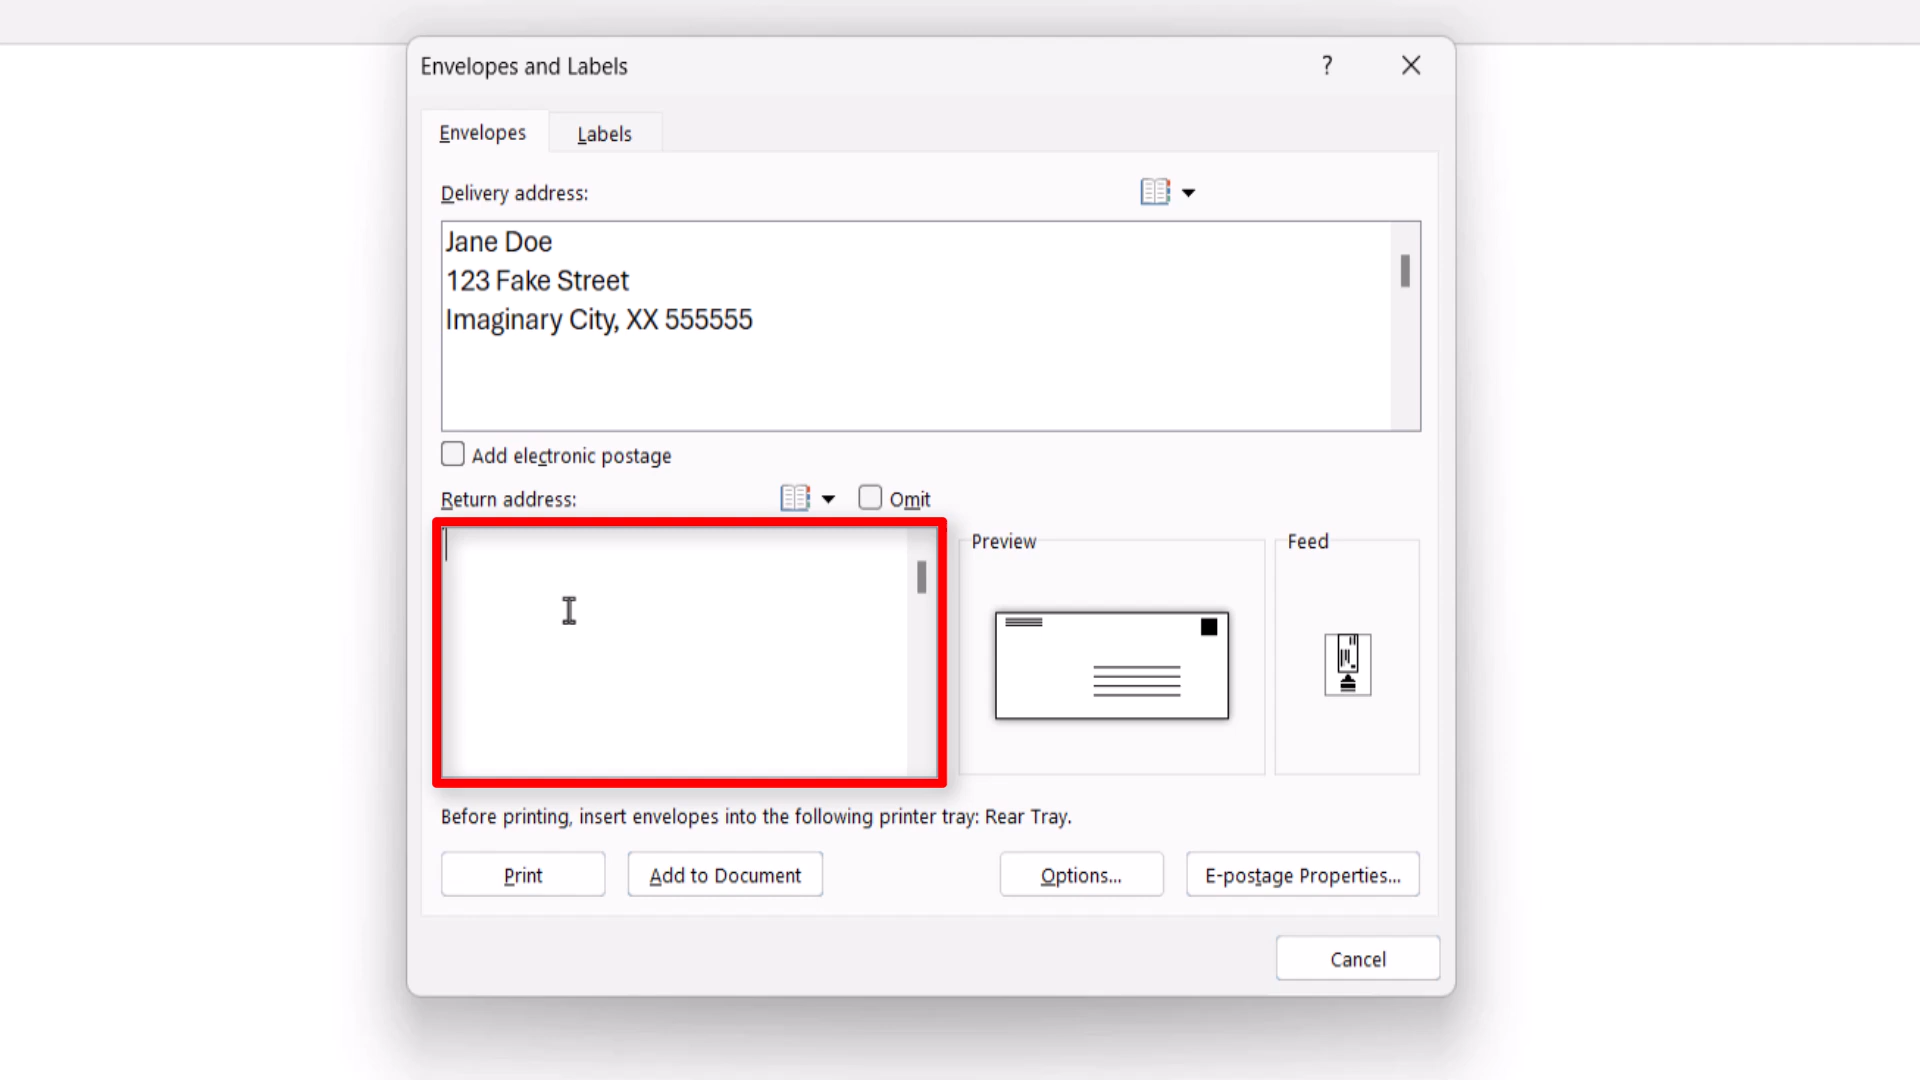 Envelopes and Labels
?
Envelopes
Labels
Delivery address:
Jane Doe
123 Fake Street
Imaginary City, XX 555555
Add electronic postage
Return address:
Omit
Preview
Feed
Before printing, insert envelopes into the following printer tray: Rear Tray.
Print
Add to Document
Options...
E-postage Properties...
Cancel